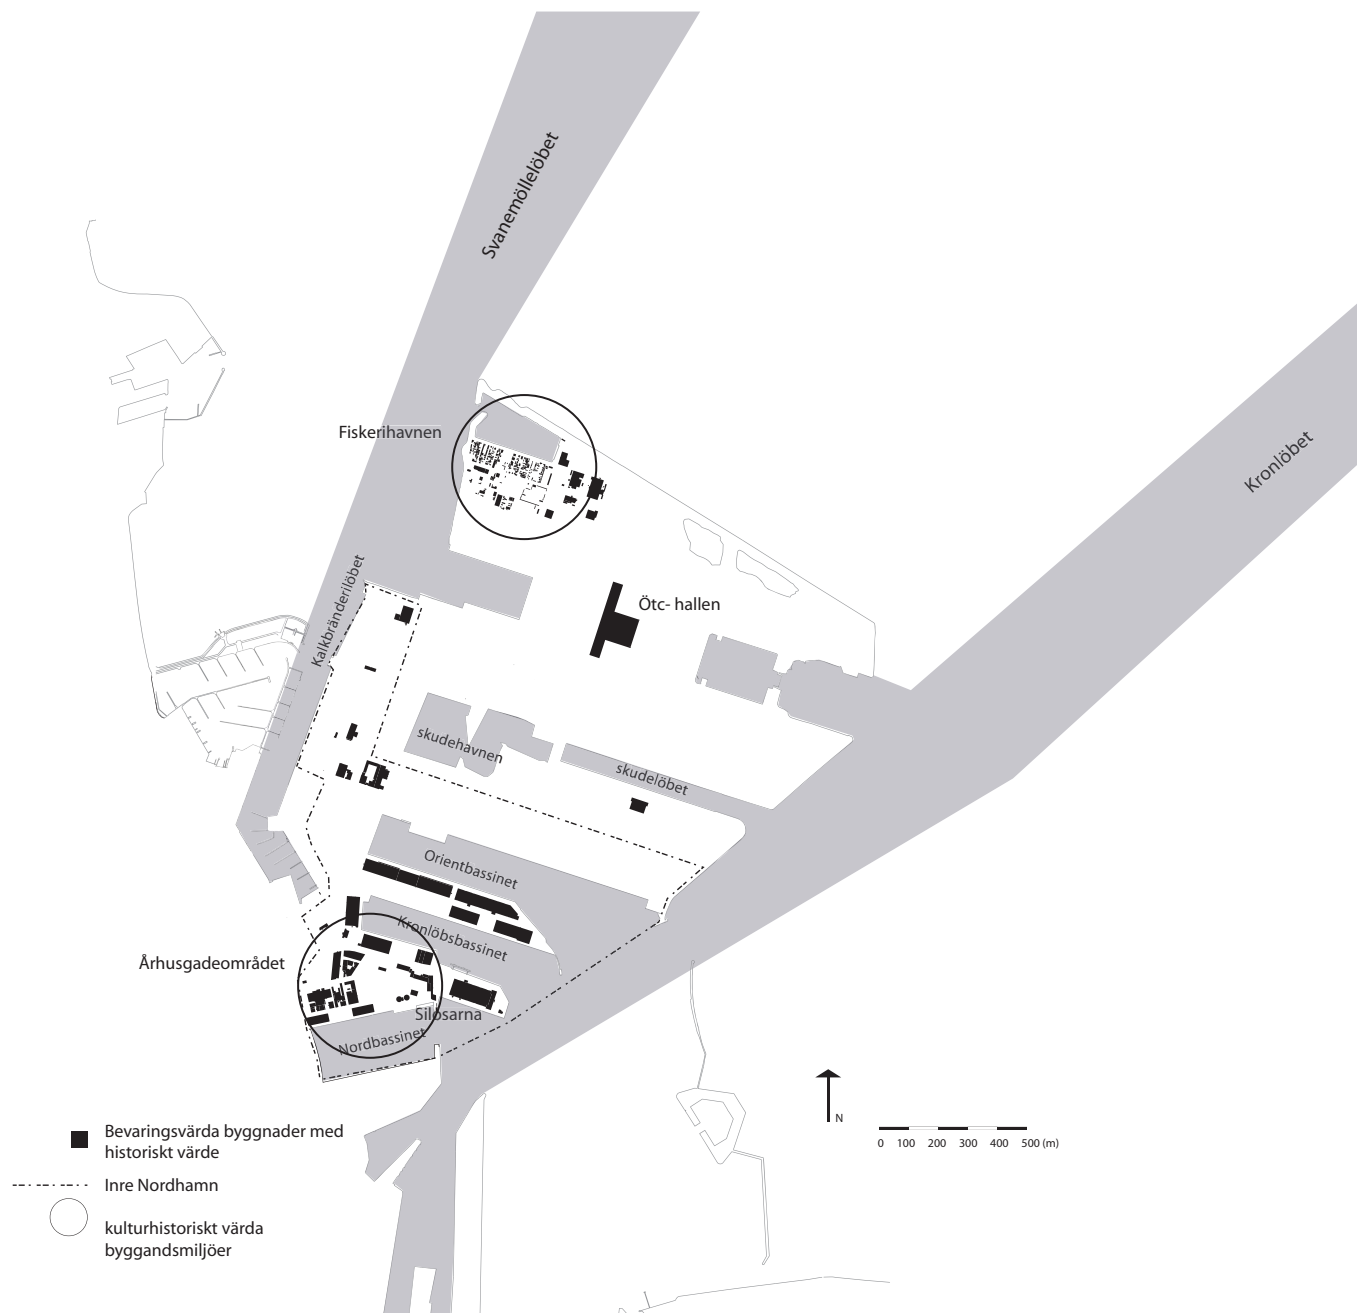 Svanemöllelöbet
Kronlöbet
Fiskerihavnen
Kalkbränderilöbet
Ötc- hallen
skudehavnen
skudelöbet
Orientbassinet
Kronlöbsbassinet
Århusgadeområdet
Silosarna
Nordbassinet
N
0 100 200 300 400 500 (m)
Bevaringsvärda byggnader med
historiskt värde
Inre Nordhamn
kulturhistoriskt värda
byggandsmiljöer